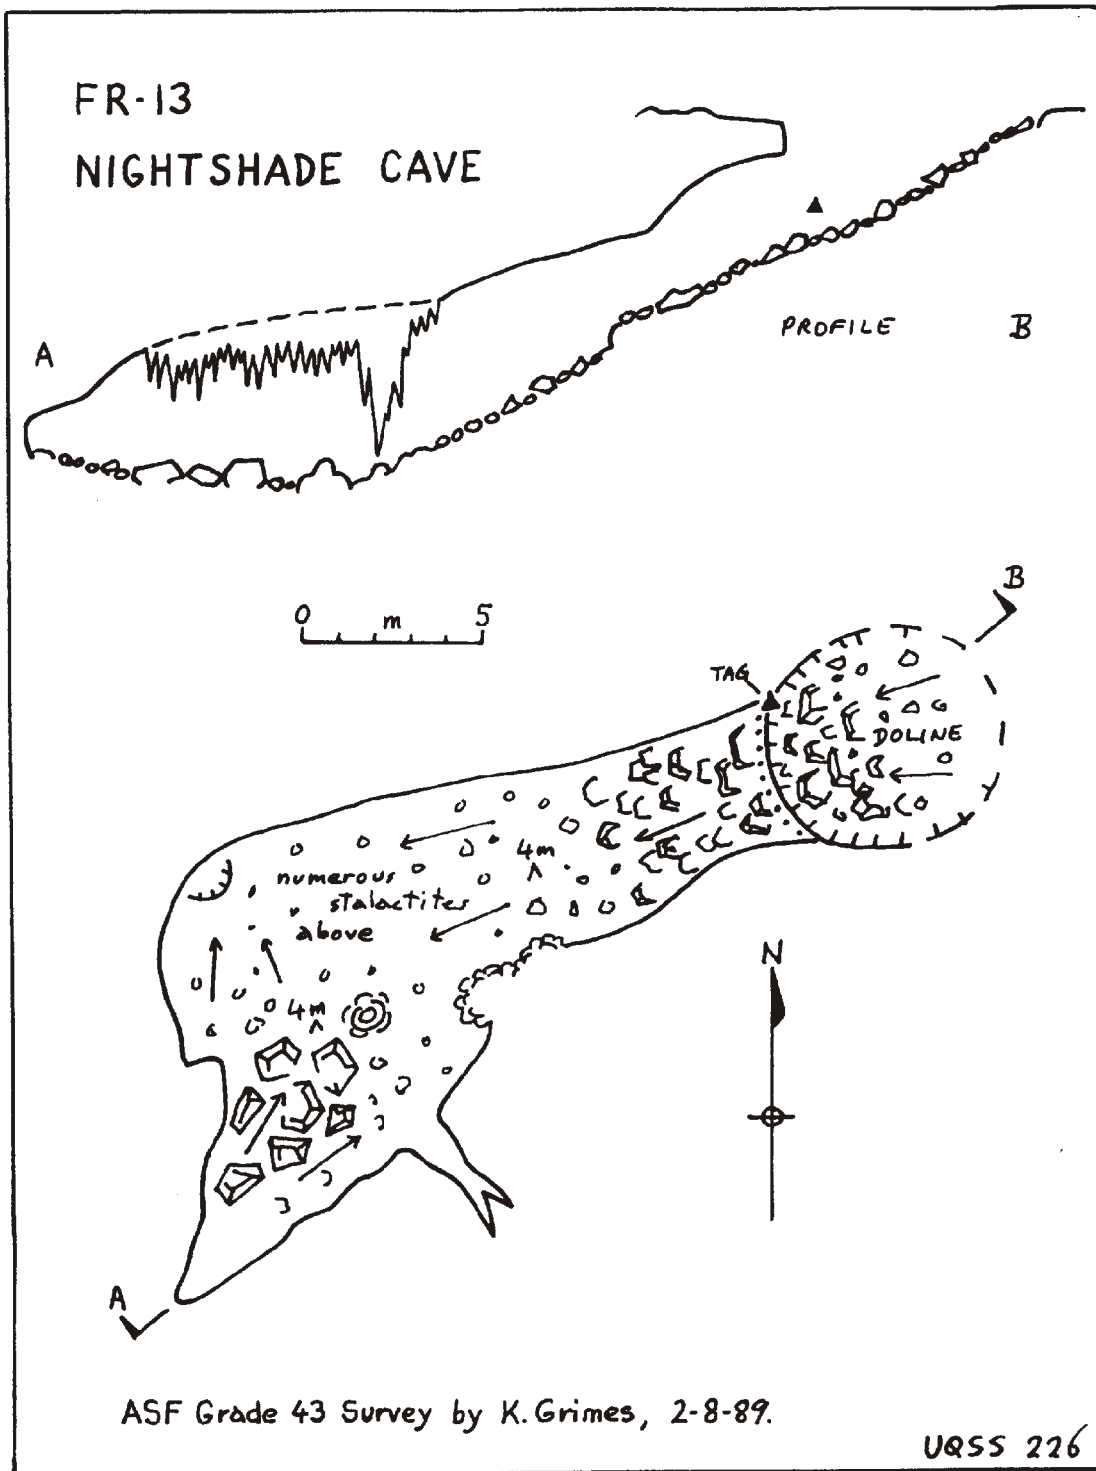 FR-13
NIGHTSHADE CAVE
A
PROFILE
B
0 m 5
B
TAG
DOLINE
4m
numerous
stalactites
above
4m
N
A
ASF Grade 43 Survey by K. Grimes, 2-8-89.
UQSS 226